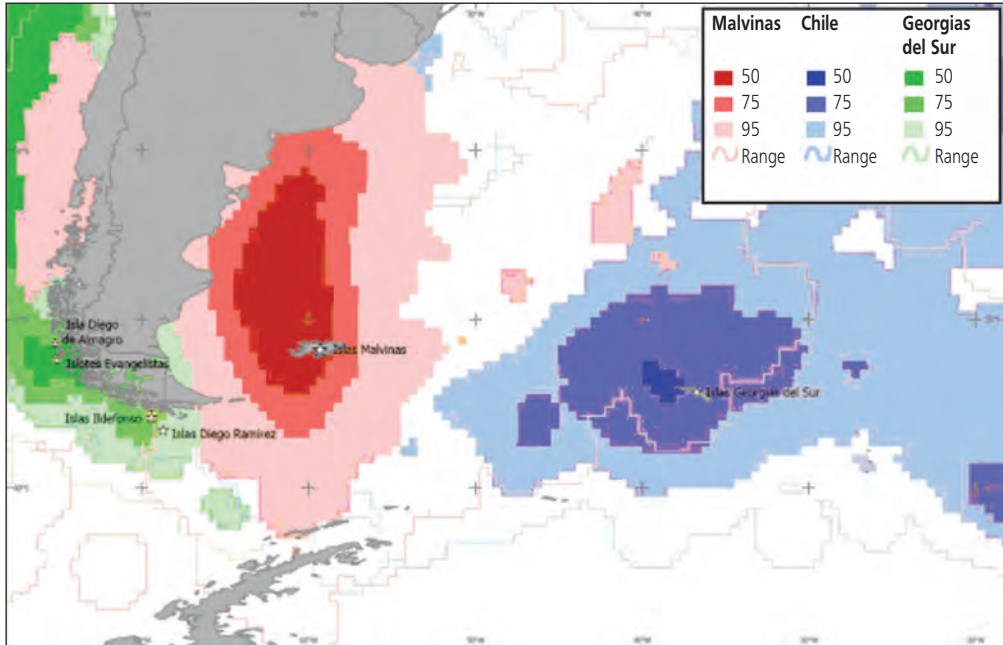 Malvinas Chile Georgias
del Sur
50 50 50
75 75 75
95 95 95
Range Range Range
Isla Diego
de Almagro
Islotes Evangelistas
Islas Malvinas
Islas Ildefonso
Islas Diego Ramirez
Islas Georgias del Sur